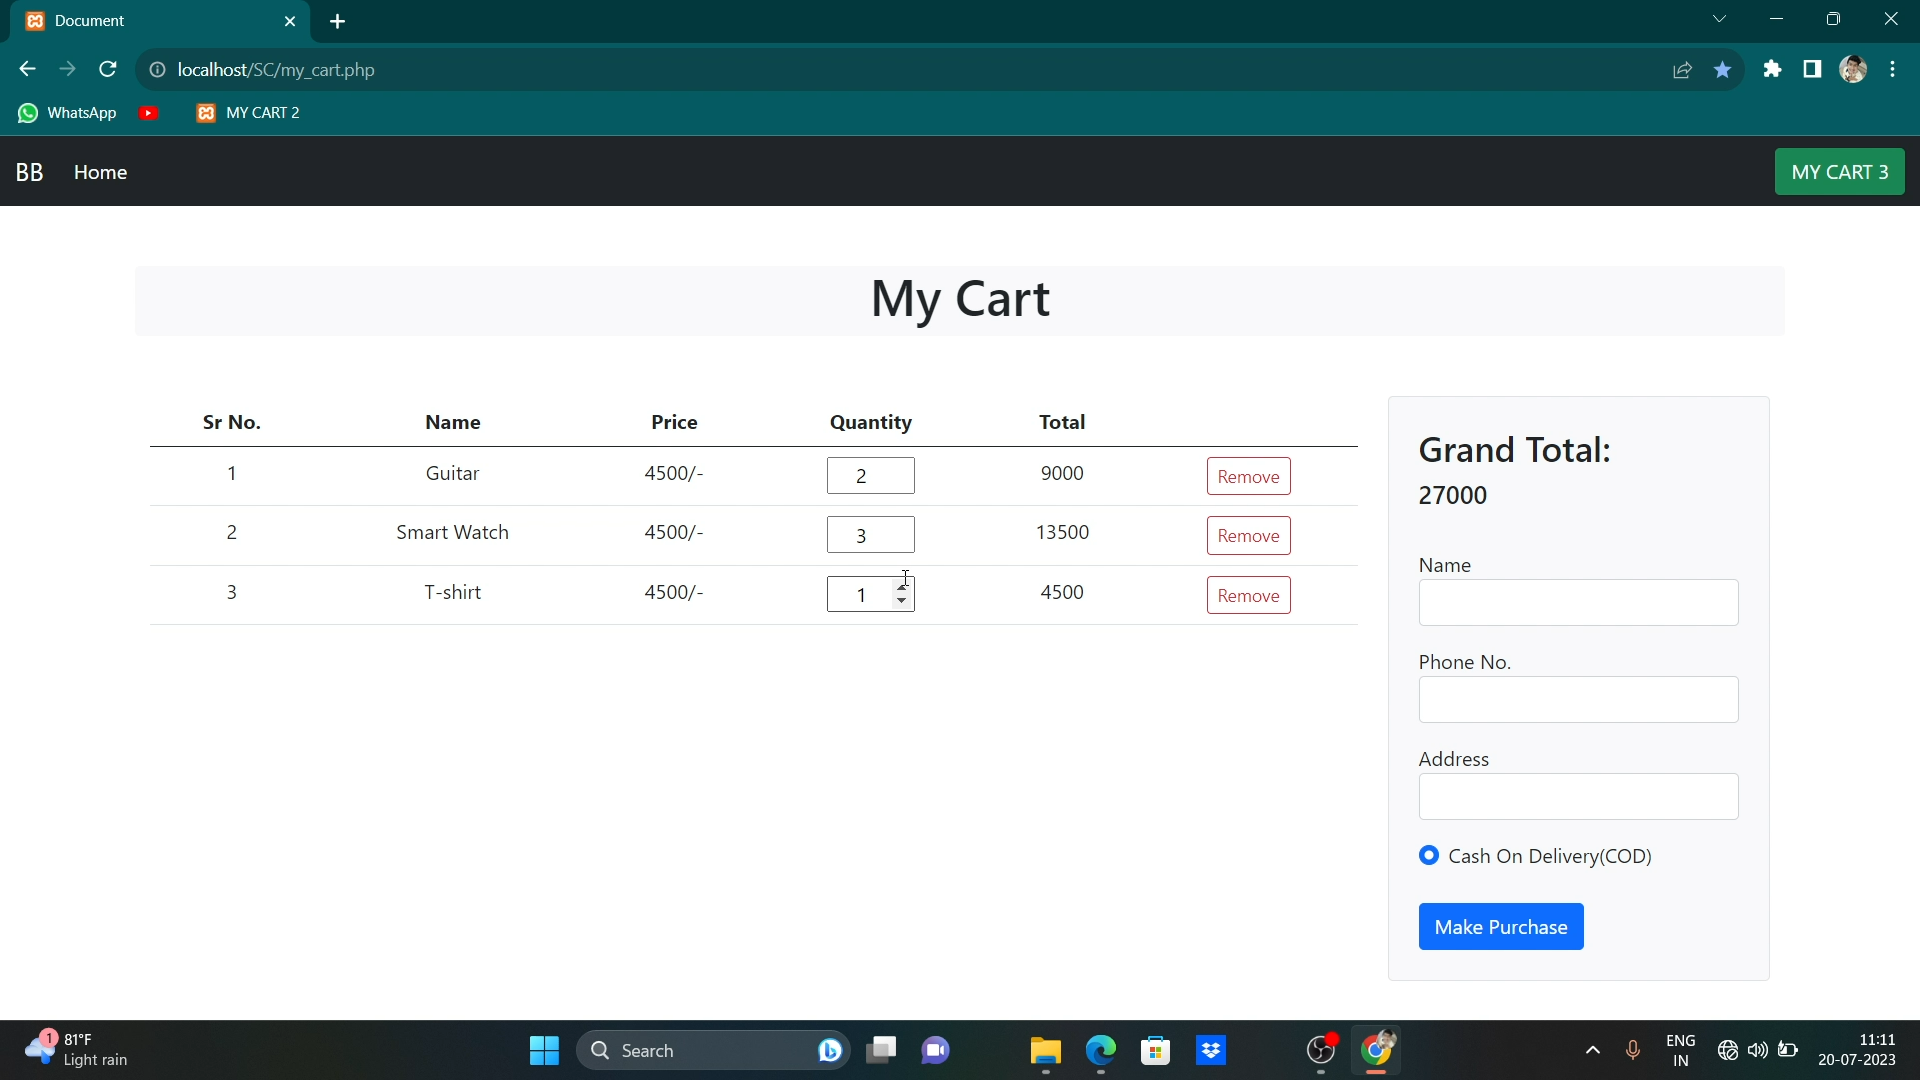 Document
localhost/SC/my_cart.php
WhatsApp MY CART 2
BB Home MY CART 3
My Cart
Sr No. Name Price Quantity Total
1 Guitar 4500/- 2 9000 Remove
2 Smart Watch 4500/- 3 13500 Remove
3 T-shirt 4500/- 1 4500 Remove
Grand Total:
27000
Name
Phone No.
Address
Cash On Delivery(COD)
Make Purchase
1 81°F
Light rain
Search
ENG
IN
11:11
20-07-2023